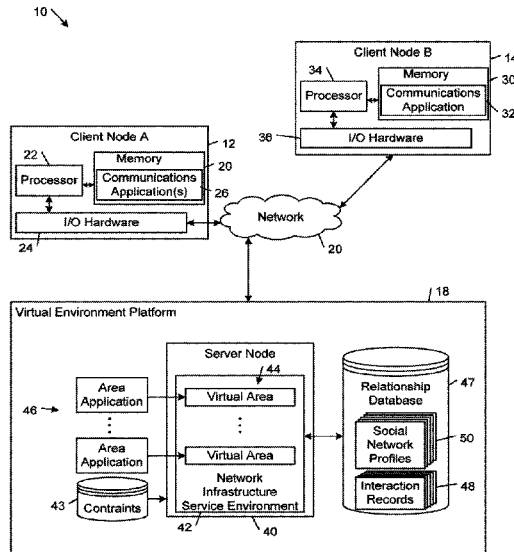 10
Client Node B
14
34
Memory
30
Processor
Communications
Application
32
36
I/O Hardware
Client Node A
12
22
Memory
20
Processor
Communications
Application(s)
26
I/O Hardware
24
Network
20
18
Virtual Environment Platform
Server Node
44
Area
Application
Virtual Area
46
Area
Application
Virtual Area
Network
Infrastructure
Service Environment
43
Contraints
42
40
Relationship
Database
47
Social
Network
Profiles
50
Interaction
Records
48